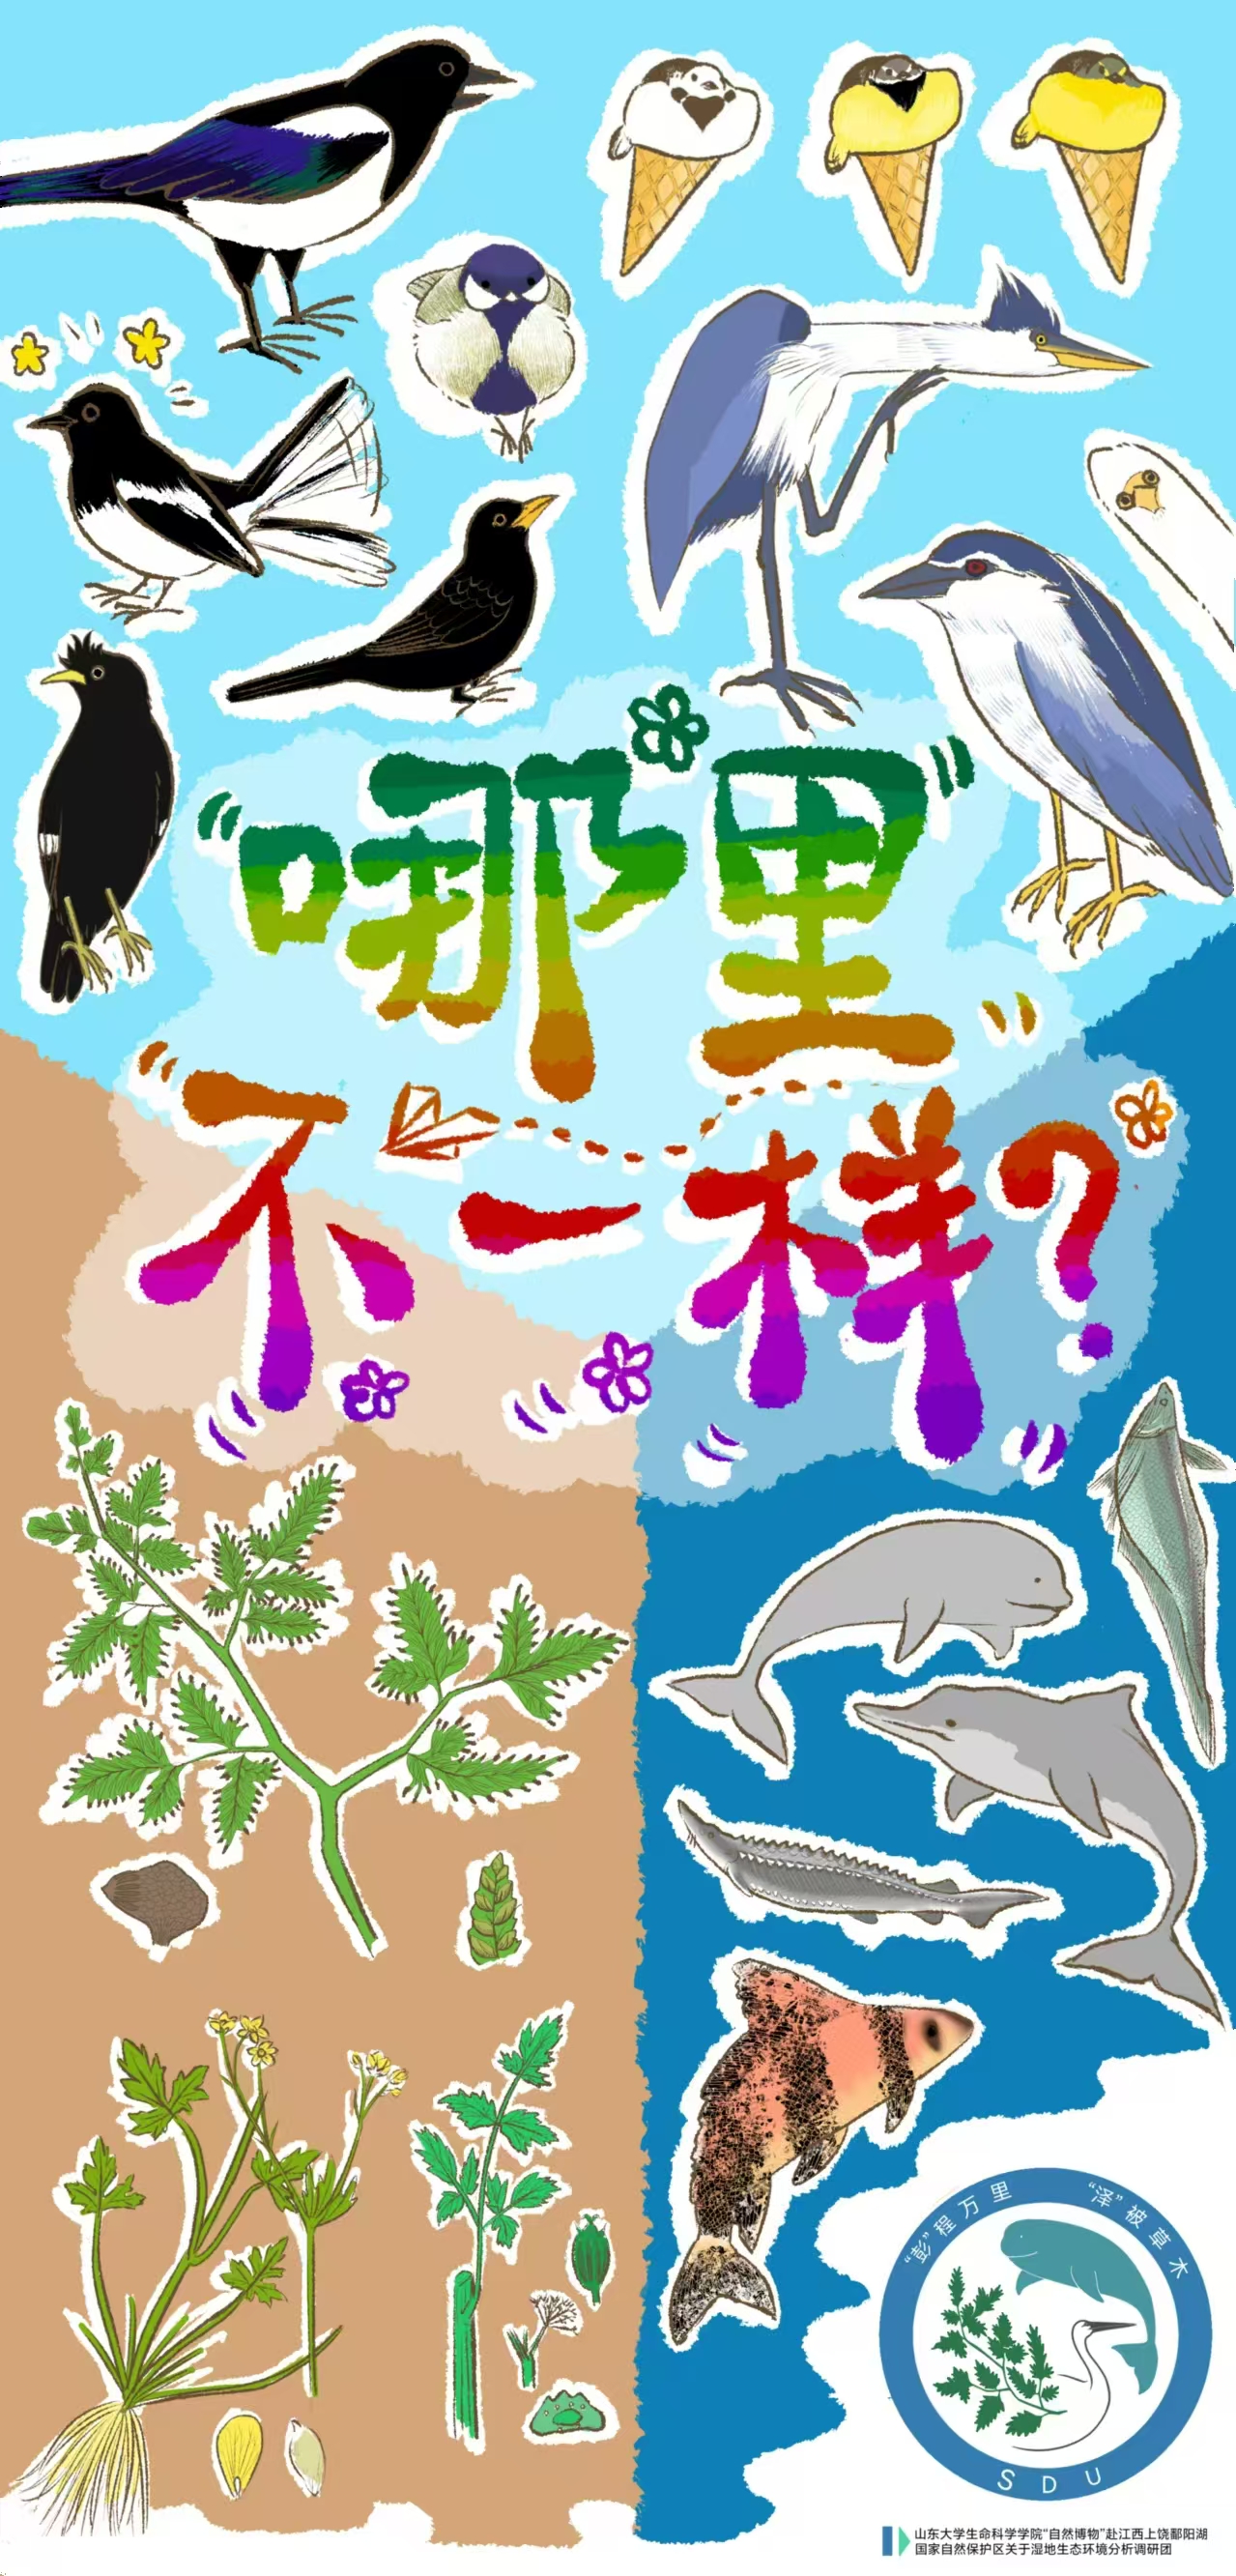 “哪里”
不一样？
“彭”程万里 “泽”被草木
SDU
山东大学生命科学学院“自然博物”赴江西上饶鄱阳湖
国家自然保护区关于湿地生态环境分析调研团